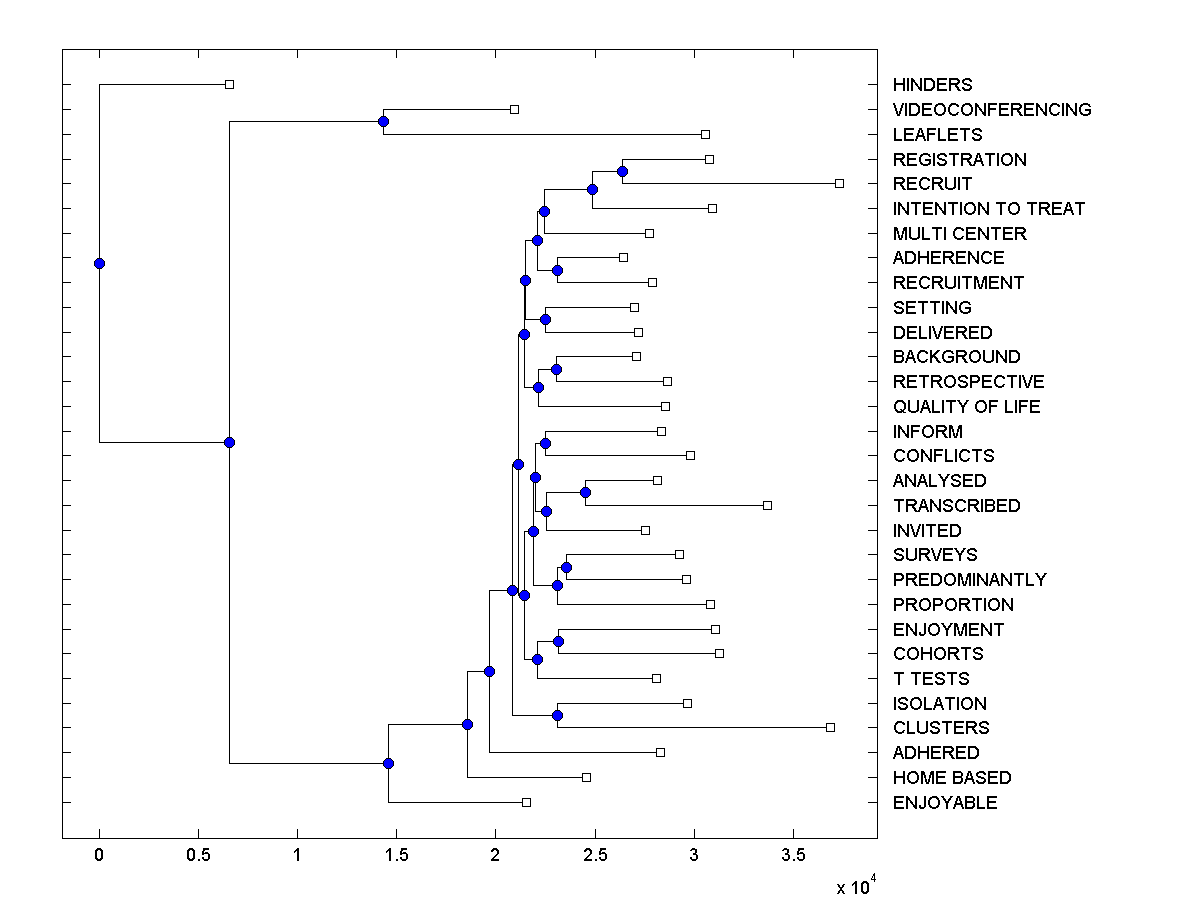 HINDERS
VIDEOCONFERENCING
LEAFLETS
REGISTRATION
RECRUIT
INTENTION TO TREAT
MULTI CENTER
ADHERENCE
RECRUITMENT
SETTING
DELIVERED
BACKGROUND
RETROSPECTIVE
QUALITY OF LIFE
INFORM
CONFLICTS
ANALYSED
TRANSCRIBED
INVITED
SURVEYS
PREDOMINANTLY
PROPORTION
ENJOYMENT
COHORTS
T TESTS
ISOLATION
CLUSTERS
ADHERED
HOME BASED
ENJOYABLE
0 0.5 1 1.5 2 2.5 3 3.5
x 10^4